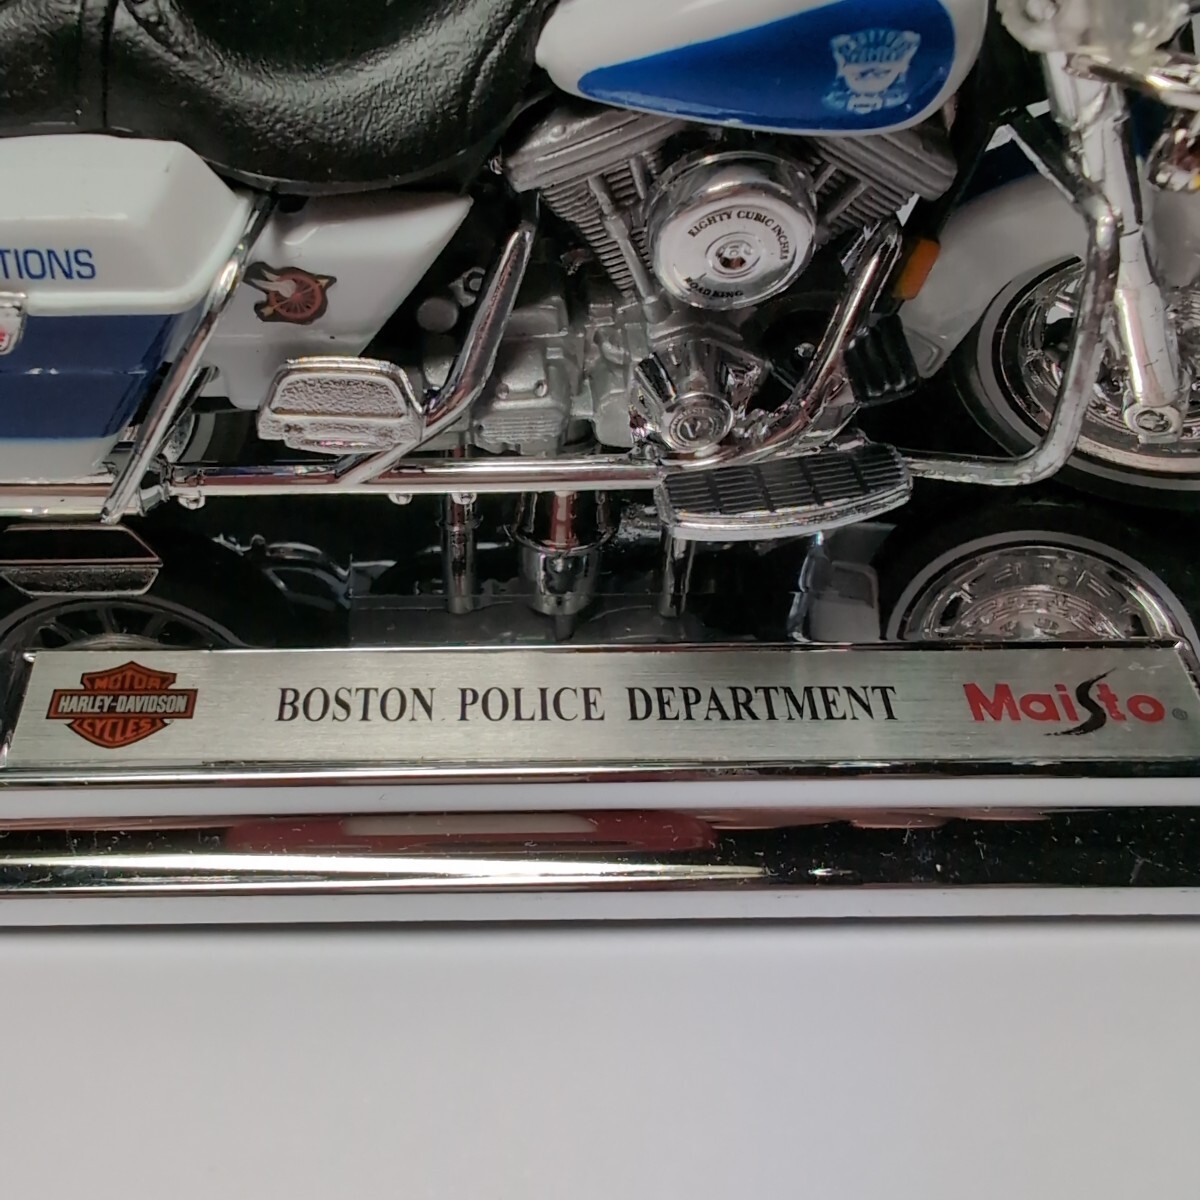 TIONS
EIGHTY CUBIC INCHES
ROAD KING
MOTOR
HARLEY-DAVIDSON
CYCLES
BOSTON POLICE DEPARTMENT
Maisto